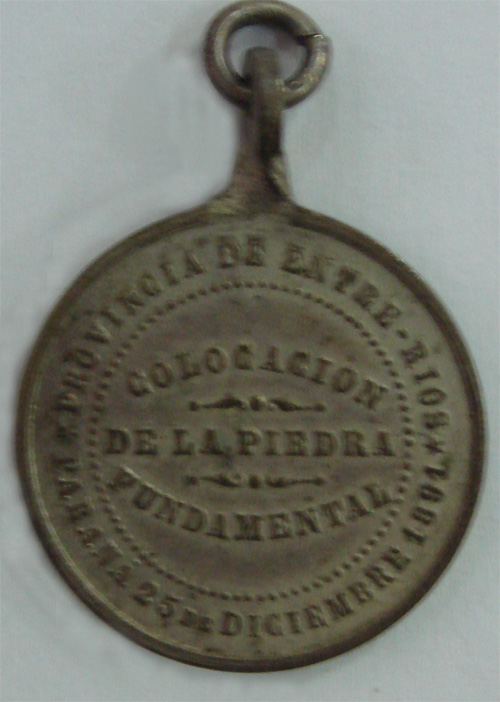 PROVINCIA DE ENTRE-RIOS
COLOCACION
DE LA PIEDRA
FUNDAMENTAL
PARANÁ 25 DE DICIEMBRE 1891